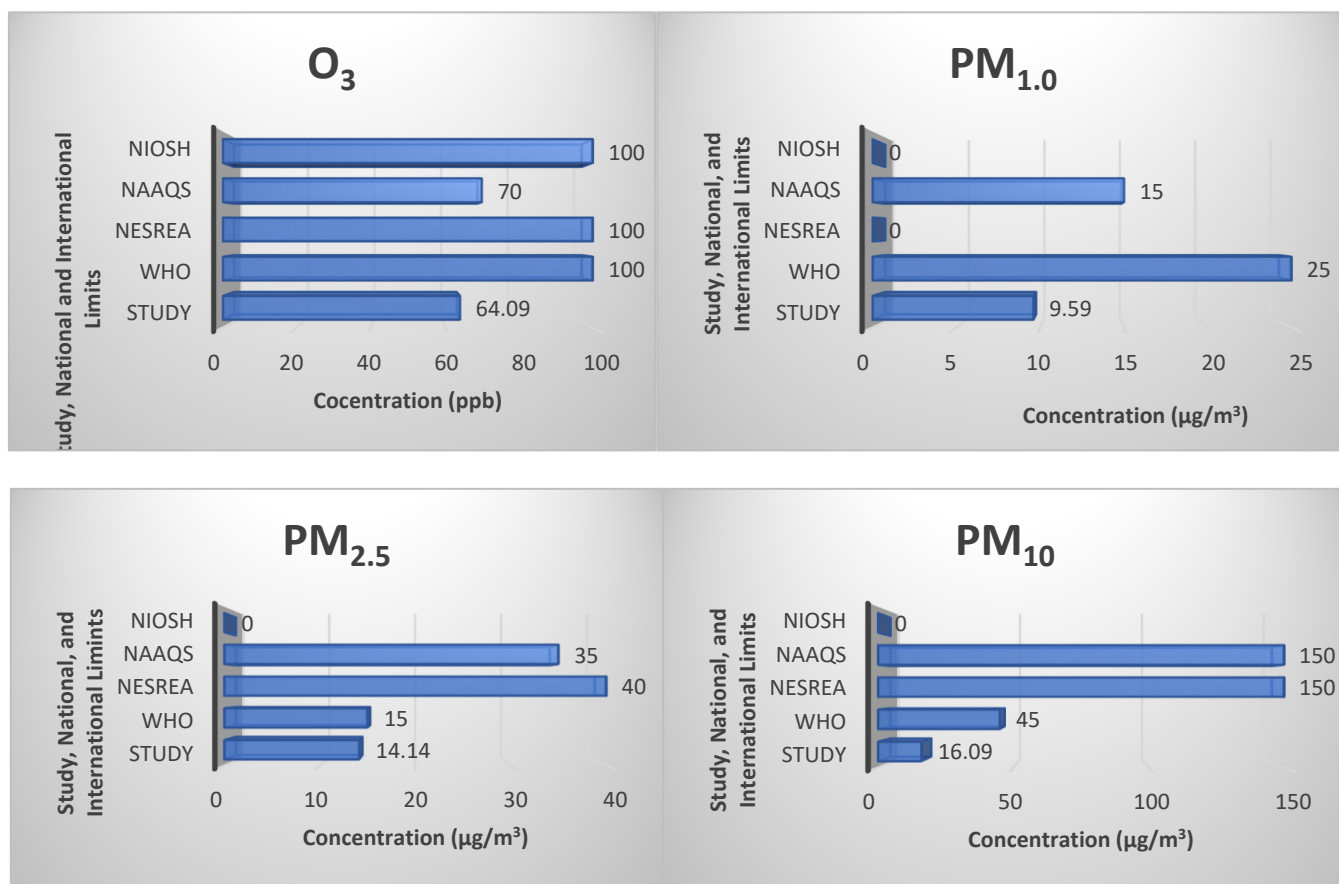 O3
tudy, National and International
Limits
NIOSH
100
NAAQS
70
NESREA
100
WHO
100
STUDY
64.09
0 20 40 60 80 100
Cocentration (ppb)
PM1.0
Study, National, and
International Limits
NIOSH
0
NAAQS
15
NESREA
0
WHO
25
STUDY
9.59
0 5 10 15 20 25
Concentration (µg/m³)
PM2.5
Study, National, and
International Limints
NIOSH
0
NAAQS
35
NESREA
40
WHO
15
STUDY
14.14
0 10 20 30 40
Concentration (µg/m³)
PM10
Study, National, and
International Limits
NIOSH
0
NAAQS
150
NESREA
150
WHO
45
STUDY
16.09
0 50 100 150
Concentration (µg/m³)